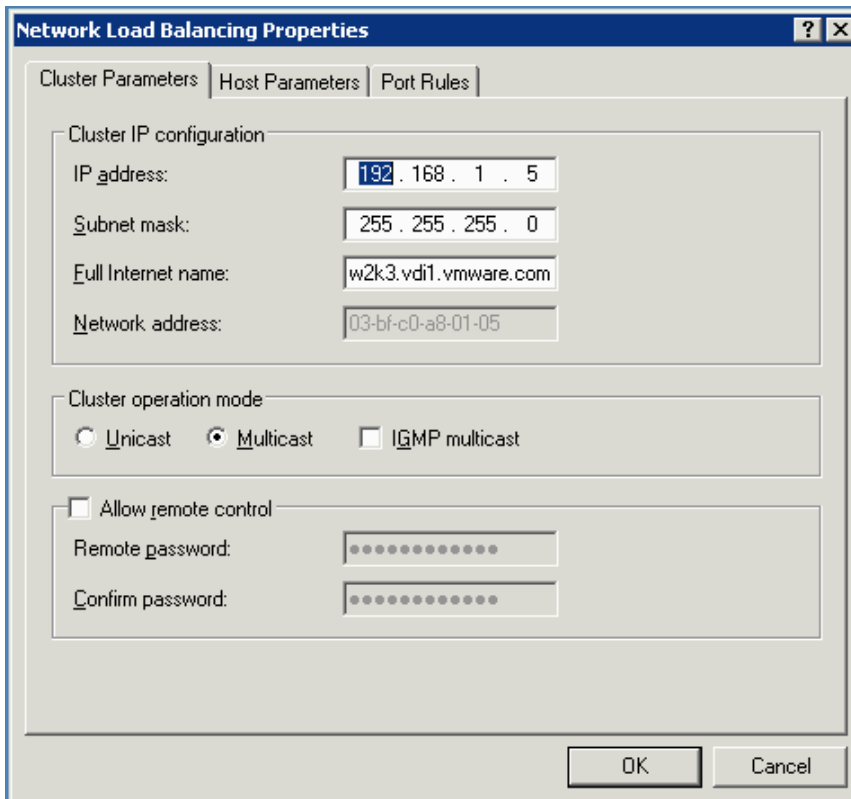 Network Load Balancing Properties
Cluster Parameters Host Parameters Port Rules
Cluster IP configuration
IP address: 192 . 168 . 1 . 5
Subnet mask: 255 . 255 . 255 . 0
Full Internet name: w2k3.vdi1.vmware.com
Network address: 03-bf-c0-a8-01-05
Cluster operation mode
Unicast Multicast IGMP multicast
Allow remote control
Remote password: ●●●●●●●●●●●●
Confirm password: ●●●●●●●●●●●●
OK Cancel